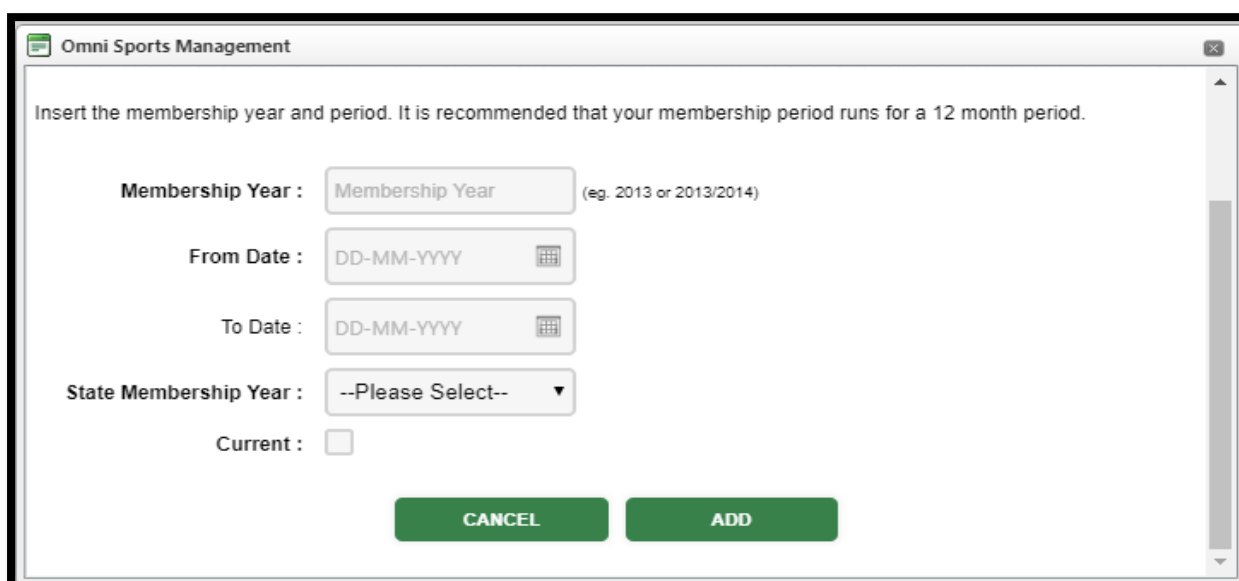 Omni Sports Management
Insert the membership year and period. It is recommended that your membership period runs for a 12 month period.
Membership Year : Membership Year (eg. 2013 or 2013/2014)
From Date : DD-MM-YYYY
To Date : DD-MM-YYYY
State Membership Year : --Please Select--
Current :
CANCEL ADD